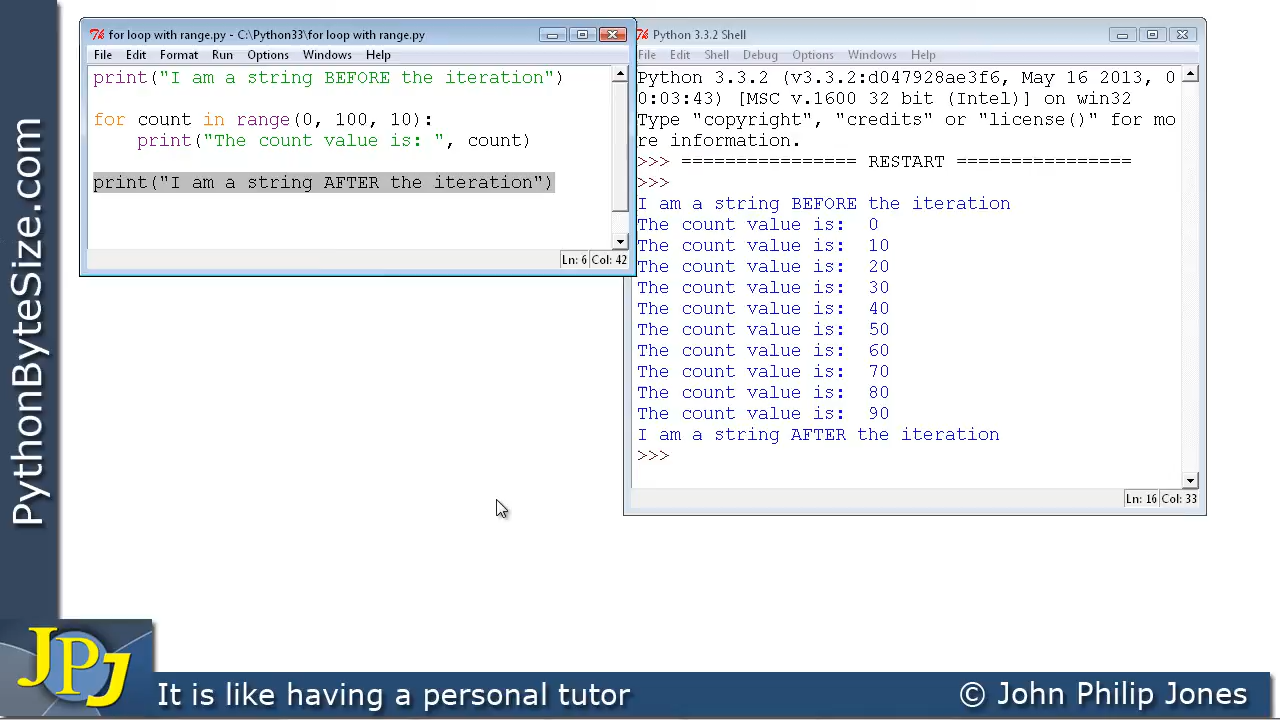 for loop with range.py - C:\Python33\for loop with range.py
File Edit Format Run Options Windows Help
print("I am a string BEFORE the iteration")
for count in range(0, 100, 10):
    print("The count value is: ", count)
print("I am a string AFTER the iteration")
Ln: 6 Col: 42
Python 3.3.2 Shell
File Edit Shell Debug Options Windows Help
Python 3.3.2 (v3.3.2:d047928ae3f6, May 16 2013, 0
0:03:43) [MSC v.1600 32 bit (Intel)] on win32
Type "copyright", "credits" or "license()" for mo
re information.
>>> ================ RESTART ================
>>>
I am a string BEFORE the iteration
The count value is:  0
The count value is:  10
The count value is:  20
The count value is:  30
The count value is:  40
The count value is:  50
The count value is:  60
The count value is:  70
The count value is:  80
The count value is:  90
I am a string AFTER the iteration
>>>
Ln: 16 Col: 33
PythonByteSize.com
JPJ
It is like having a personal tutor
© John Philip Jones